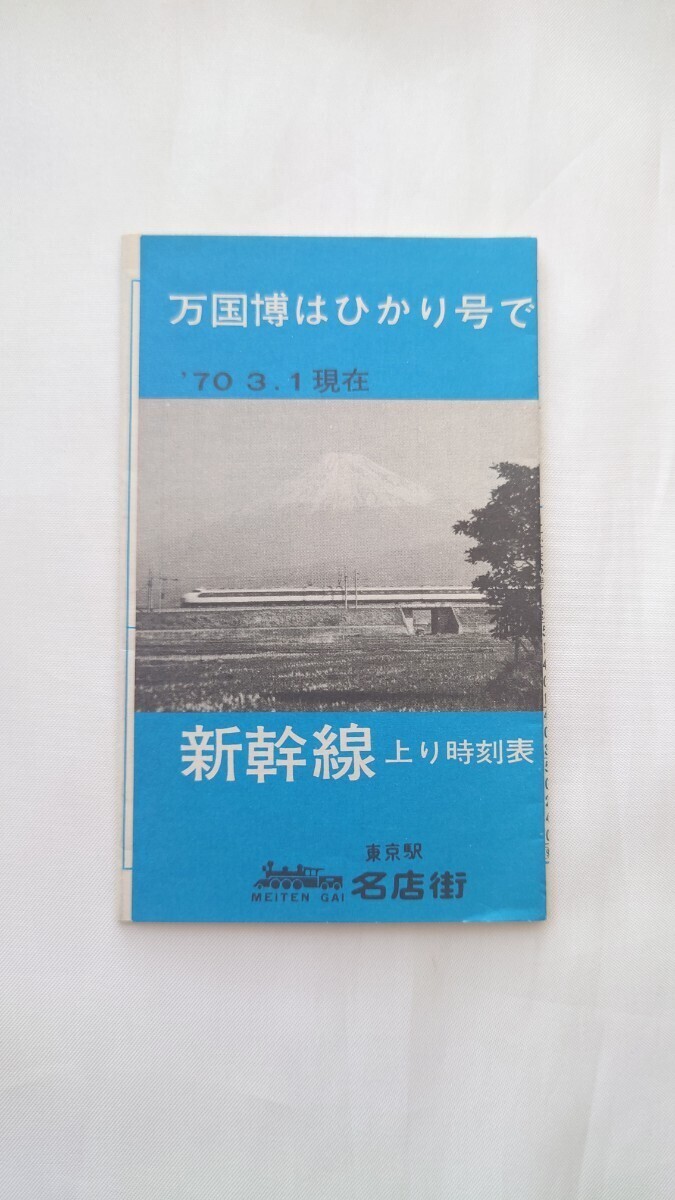 万国博はひかり号で
'70 3.1現在
新幹線 上り時刻表
東京駅
MEITEN GAI 名店街